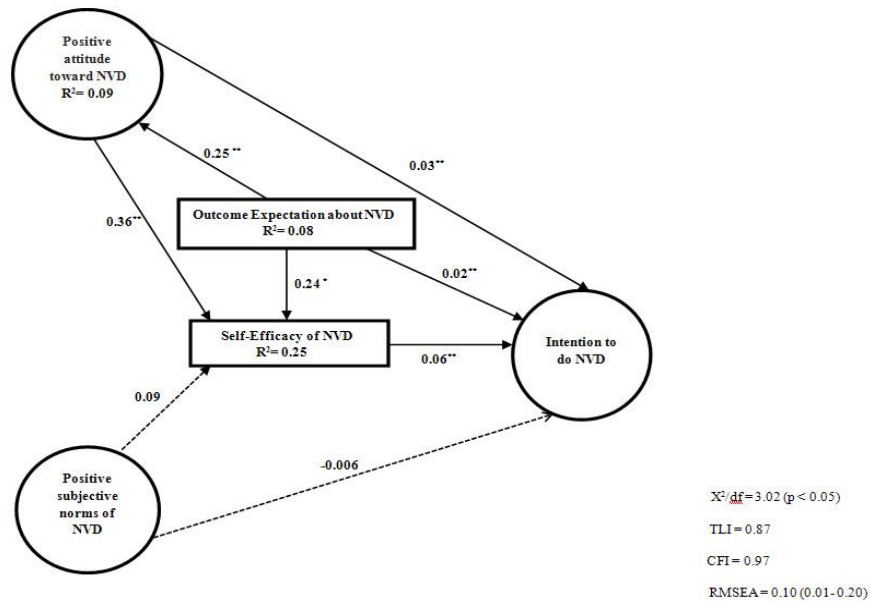 Positive
attitude
toward NVD
R²= 0.09
0.03**
0.25 **
Outcome Expectation about NVD
R²= 0.08
0.36**
0.02**
0.24 *
Self-Efficacy of NVD
R²= 0.25
Intention to
do NVD
0.06**
0.09
-0.006
Positive
subjective
norms of
NVD
X²/df=3.02 (p < 0.05)
TLI = 0.87
CFI = 0.97
RMSEA= 0.10 (0.01-0.20)